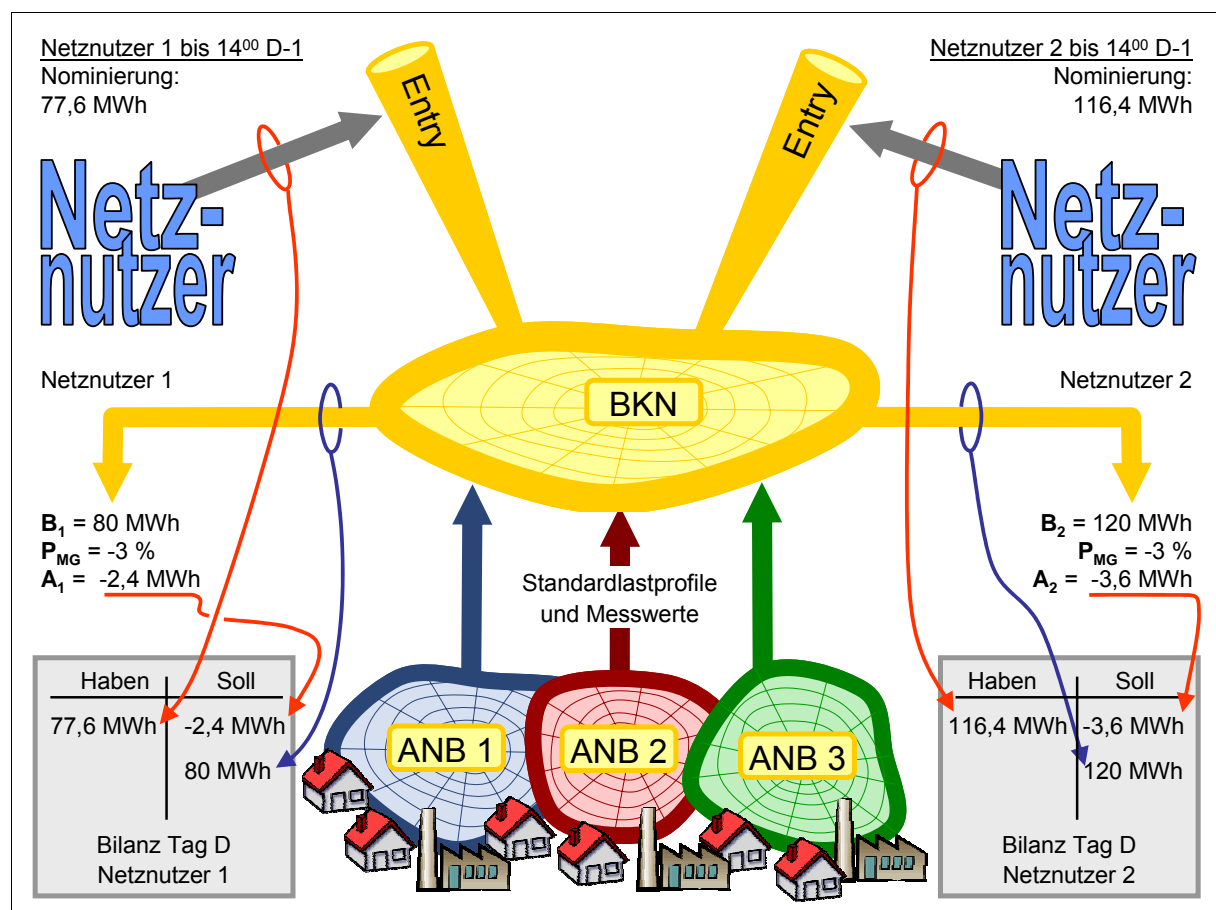 Netznutzer 1 bis 14⁰⁰ D-1
Nominierung:
77,6 MWh
Netznutzer 2 bis 14⁰⁰ D-1
Nominierung:
116,4 MWh
Entry
Entry
Netz-
nutzer
Netz-
nutzer
Netznutzer 1
BKN
Netznutzer 2
B₁ = 80 MWh
P_MG = -3 %
A₁ = -2,4 MWh
B₂ = 120 MWh
P_MG = -3 %
A₂ = -3,6 MWh
Standardlastprofile
und Messwerte
Haben Soll
77,6 MWh -2,4 MWh
80 MWh
Bilanz Tag D
Netznutzer 1
ANB 1
ANB 2
ANB 3
Haben Soll
116,4 MWh -3,6 MWh
120 MWh
Bilanz Tag D
Netznutzer 2